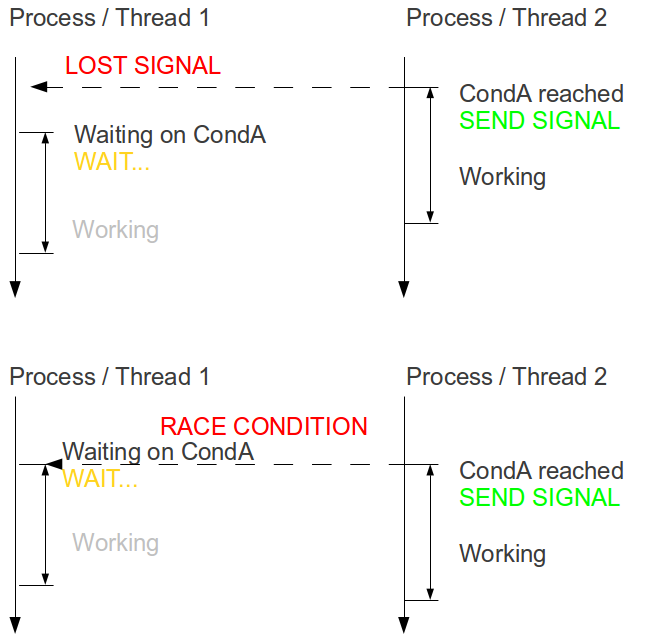 Process / Thread 1
Process / Thread 2
LOST SIGNAL
CondA reached
SEND SIGNAL
Waiting on CondA
WAIT...
Working
Working
Process / Thread 1
Process / Thread 2
RACE CONDITION
Waiting on CondA
WAIT...
CondA reached
SEND SIGNAL
Working
Working